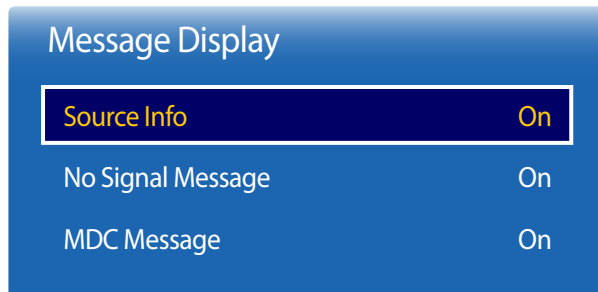 Message Display
Source Info On
No Signal Message On
MDC Message On